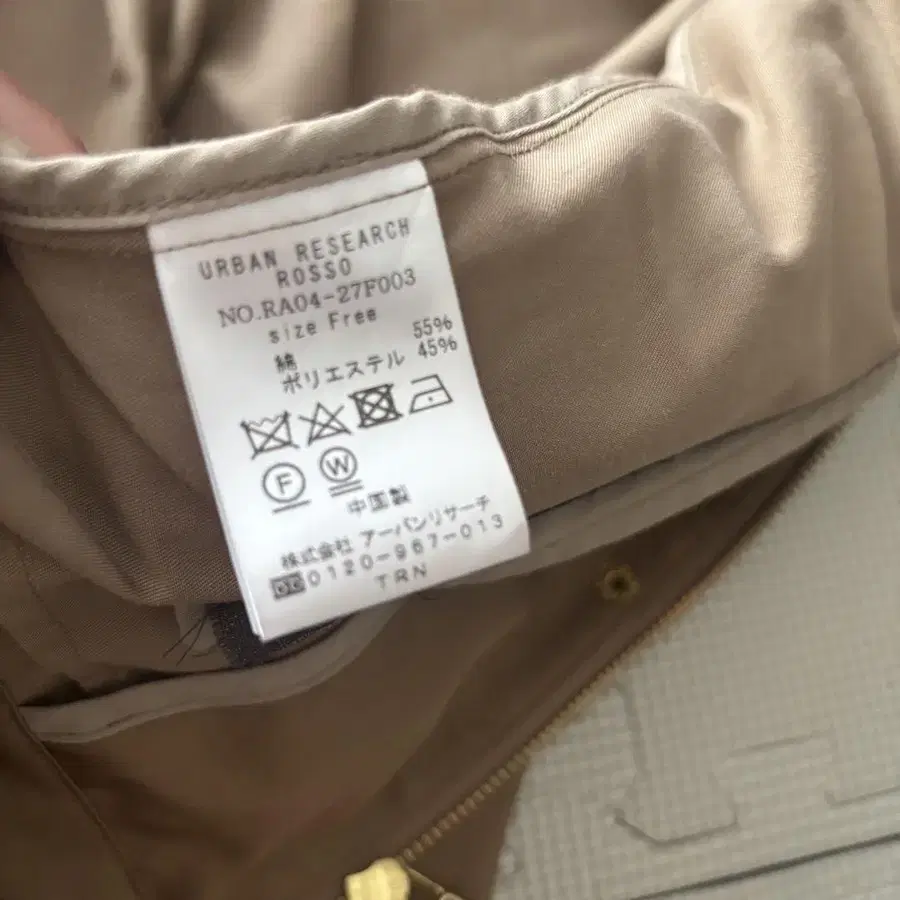 URBAN RESEARCH
ROSSO
NO.RA04-27F003
size Free
綿 55%
ポリエステル 45%
F W
中国製
株式会社 アーバンリサーチ
0120-967-013
TRN